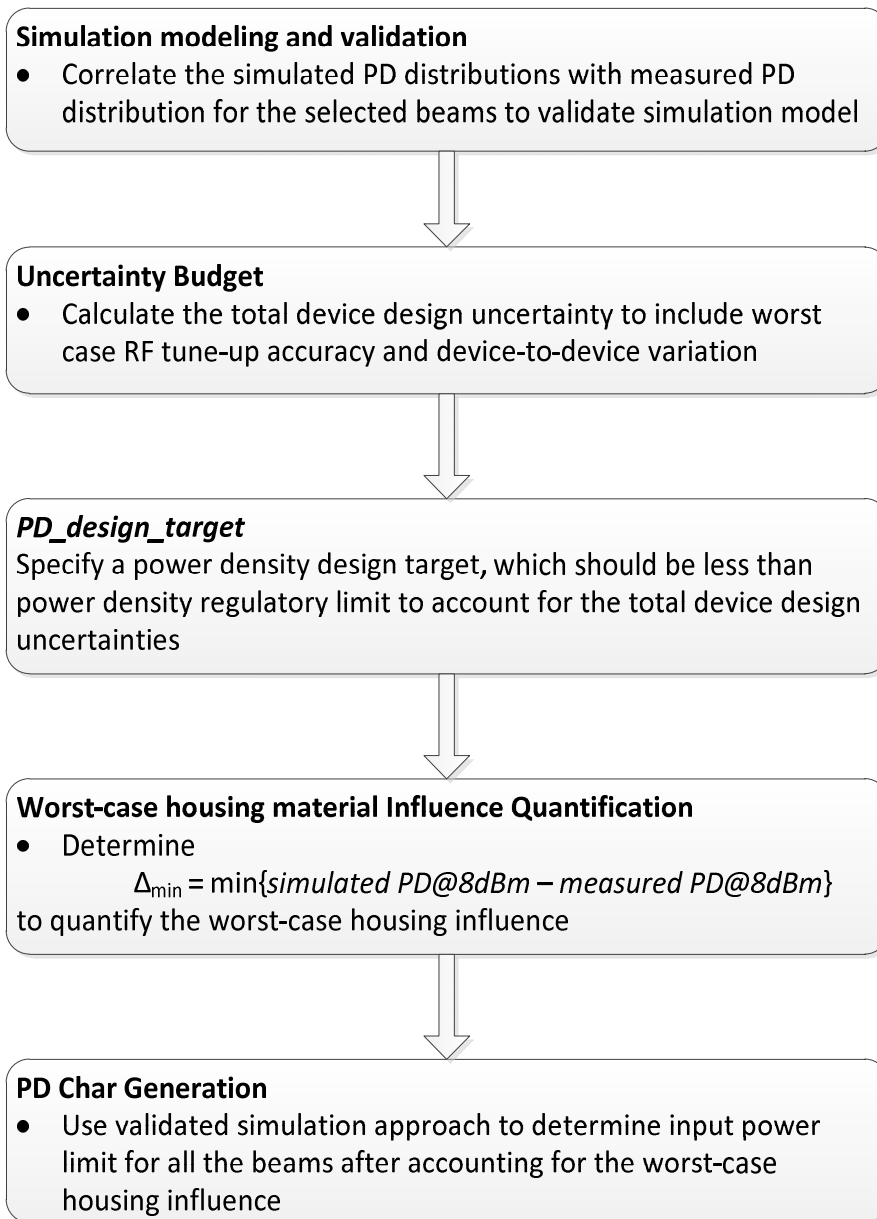 Simulation modeling and validation
• Correlate the simulated PD distributions with measured PD
distribution for the selected beams to validate simulation model
Uncertainty Budget
• Calculate the total device design uncertainty to include worst
case RF tune-up accuracy and device-to-device variation
PD_design_target
Specify a power density design target, which should be less than
power density regulatory limit to account for the total device design
uncertainties
Worst-case housing material Influence Quantification
• Determine
Δmin = min{simulated PD@8dBm – measured PD@8dBm}
to quantify the worst-case housing influence
PD Char Generation
• Use validated simulation approach to determine input power
limit for all the beams after accounting for the worst-case
housing influence